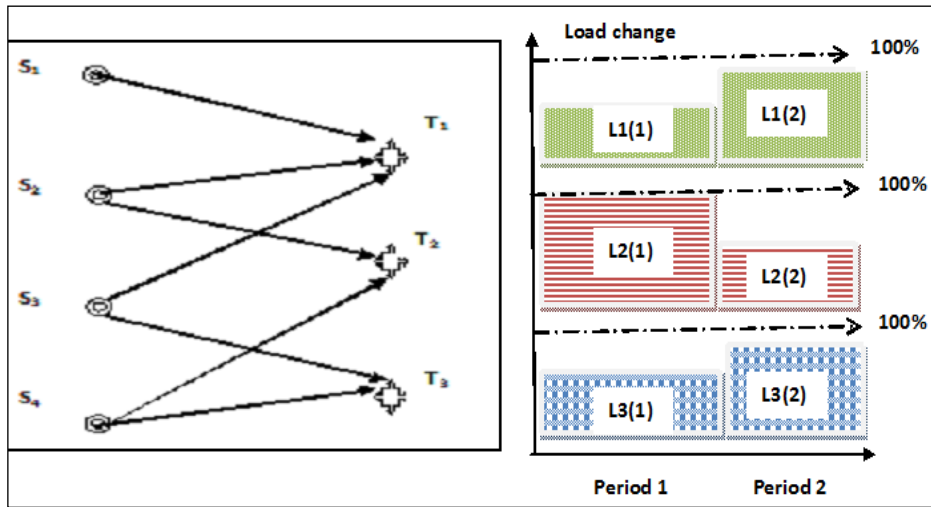 S₁
T₁
S₂
T₂
S₃
T₃
S₄
Load change
100%
L1(1)
L1(2)
100%
L2(1)
L2(2)
100%
L3(1)
L3(2)
Period 1
Period 2